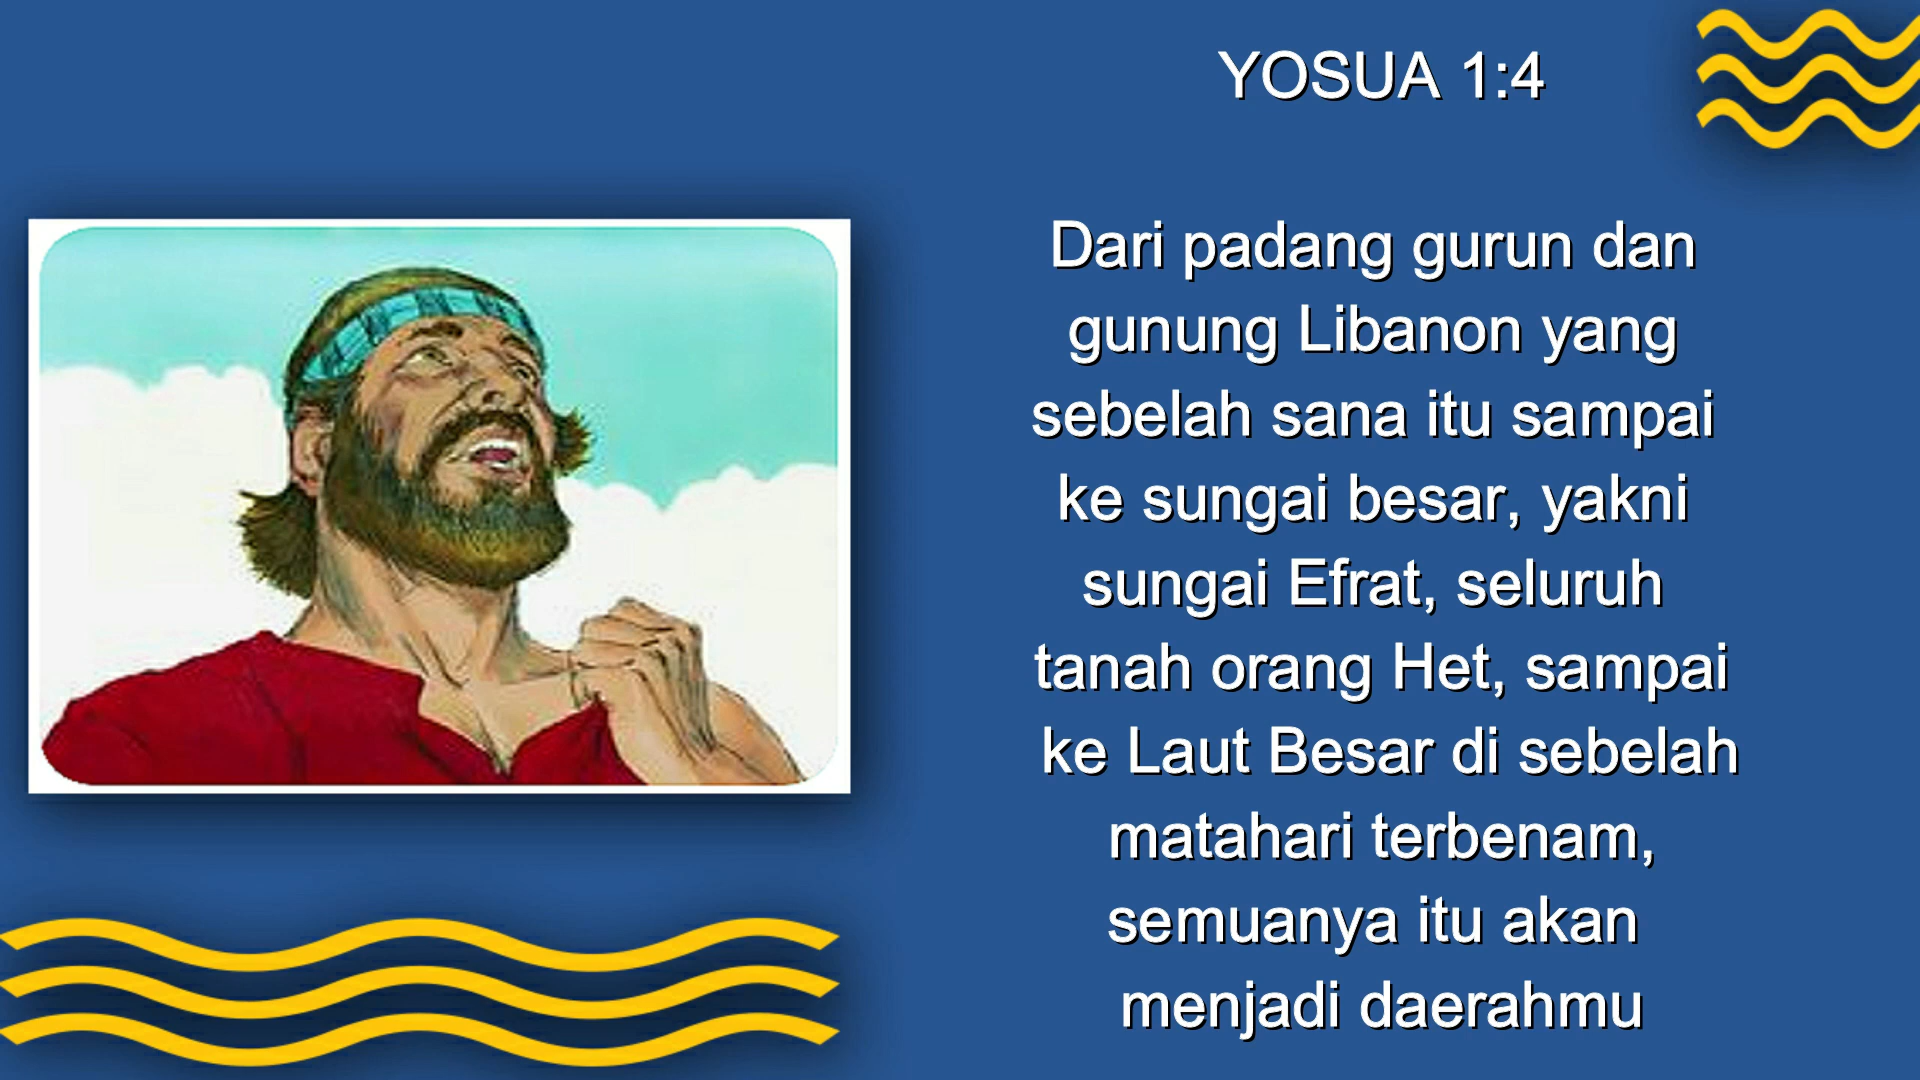 YOSUA 1:4
Dari padang gurun dan
gunung Libanon yang
sebelah sana itu sampai
ke sungai besar, yakni
sungai Efrat, seluruh
tanah orang Het, sampai
ke Laut Besar di sebelah
matahari terbenam,
semuanya itu akan
menjadi daerahmu